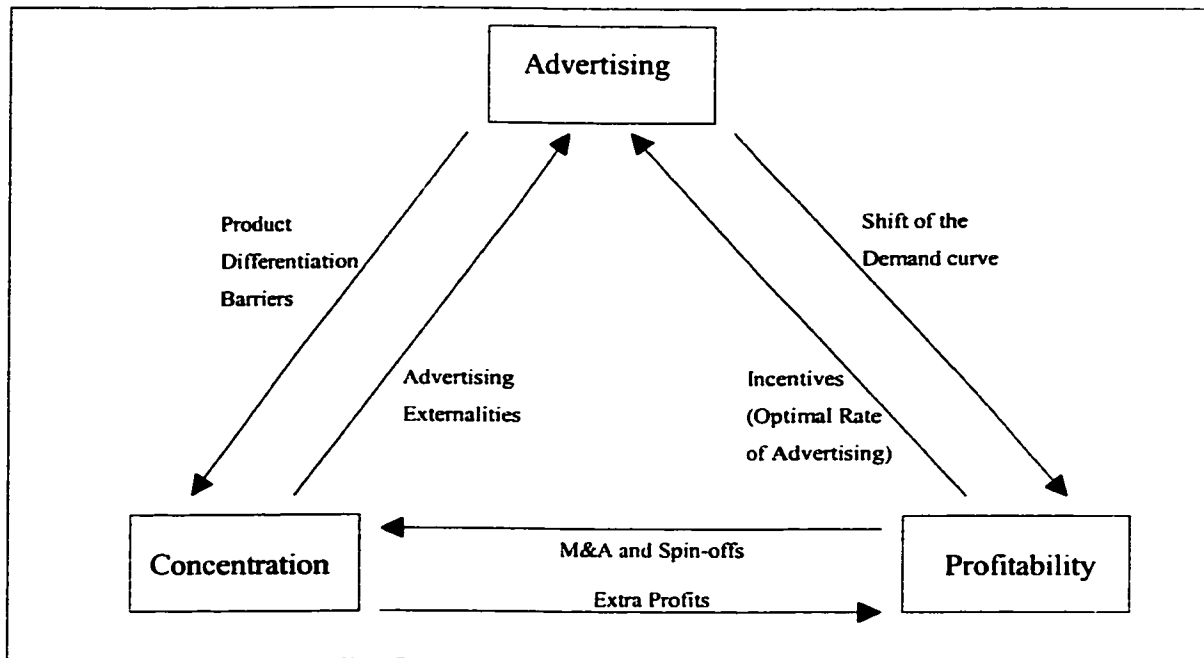 Advertising
Product
Differentiation
Barriers
Shift of the
Demand curve
Advertising
Externalities
Incentives
(Optimal Rate
of Advertising)
Concentration
M&A and Spin-offs
Extra Profits
Profitability